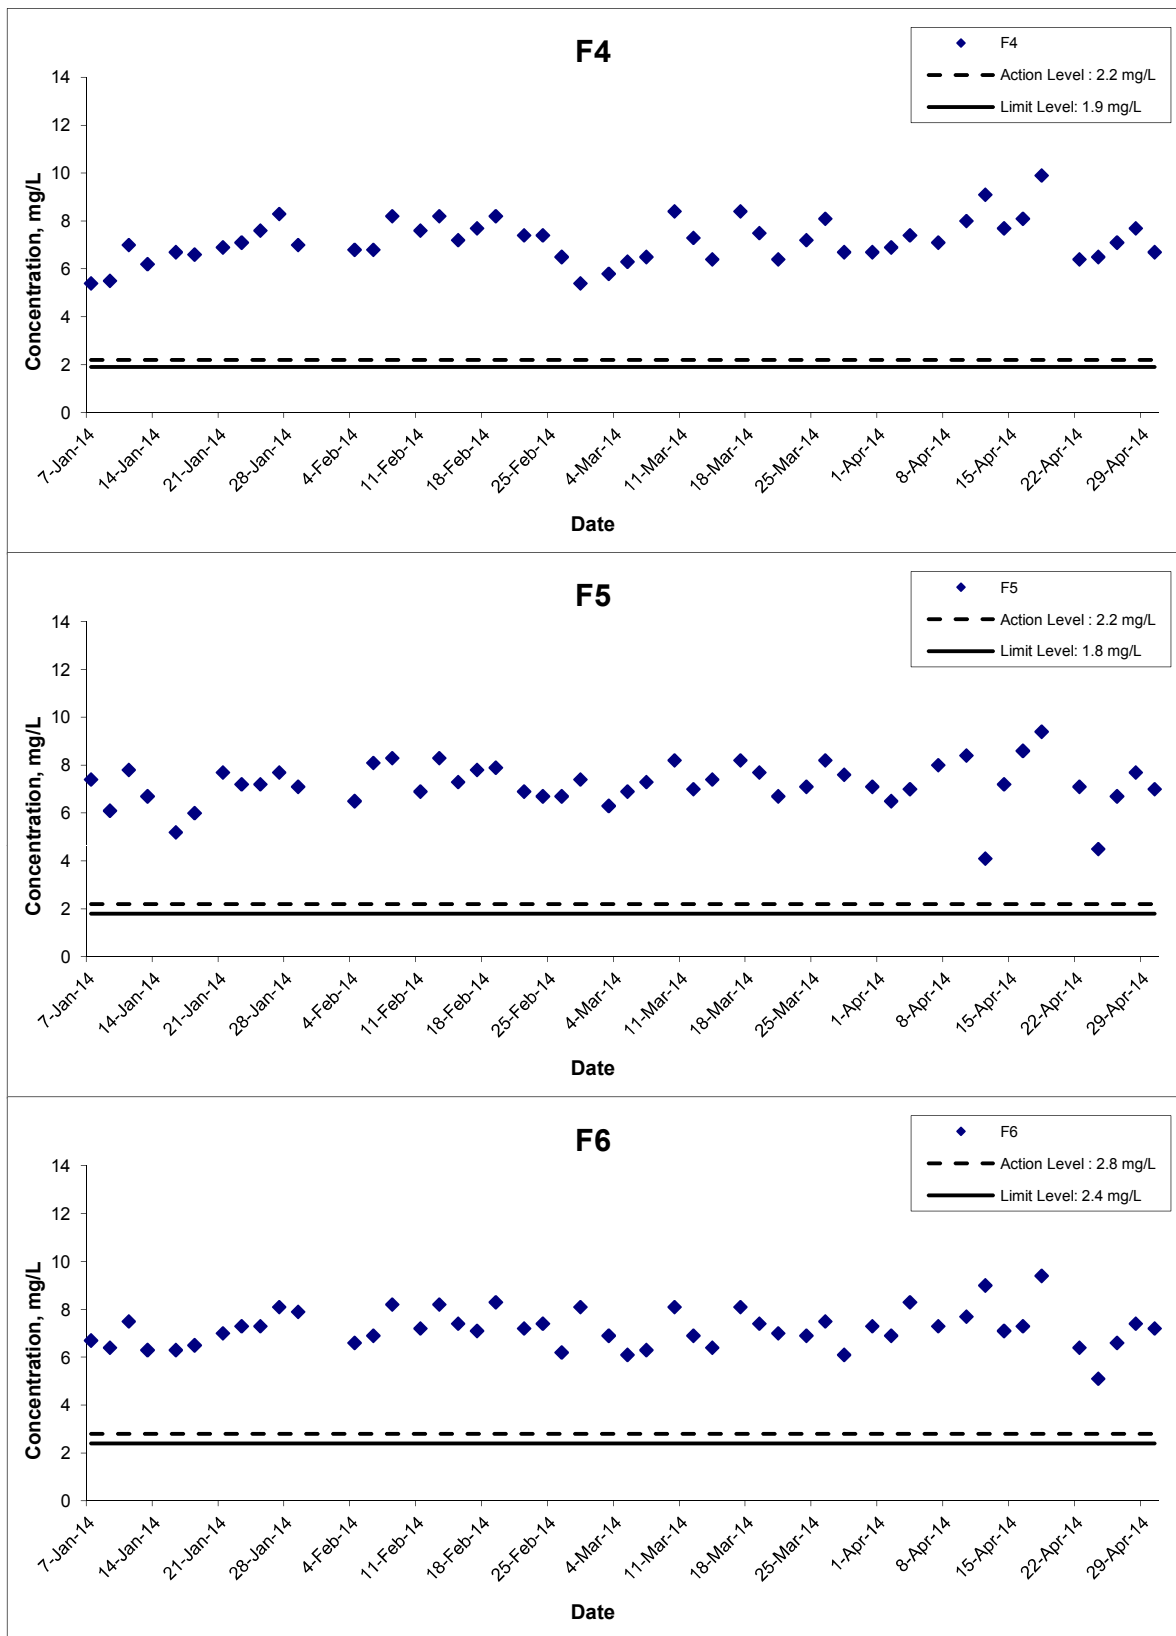 F4
F4
Action Level : 2.2 mg/L
Limit Level: 1.9 mg/L
Concentration, mg/L
14
12
10
8
6
4
2
0
7-Jan-14
14-Jan-14
21-Jan-14
28-Jan-14
4-Feb-14
11-Feb-14
18-Feb-14
25-Feb-14
4-Mar-14
11-Mar-14
18-Mar-14
25-Mar-14
1-Apr-14
8-Apr-14
15-Apr-14
22-Apr-14
29-Apr-14
Date
F5
F5
Action Level : 2.2 mg/L
Limit Level: 1.8 mg/L
Concentration, mg/L
14
12
10
8
6
4
2
0
7-Jan-14
14-Jan-14
21-Jan-14
28-Jan-14
4-Feb-14
11-Feb-14
18-Feb-14
25-Feb-14
4-Mar-14
11-Mar-14
18-Mar-14
25-Mar-14
1-Apr-14
8-Apr-14
15-Apr-14
22-Apr-14
29-Apr-14
Date
F6
F6
Action Level : 2.8 mg/L
Limit Level: 2.4 mg/L
Concentration, mg/L
14
12
10
8
6
4
2
0
7-Jan-14
14-Jan-14
21-Jan-14
28-Jan-14
4-Feb-14
11-Feb-14
18-Feb-14
25-Feb-14
4-Mar-14
11-Mar-14
18-Mar-14
25-Mar-14
1-Apr-14
8-Apr-14
15-Apr-14
22-Apr-14
29-Apr-14
Date